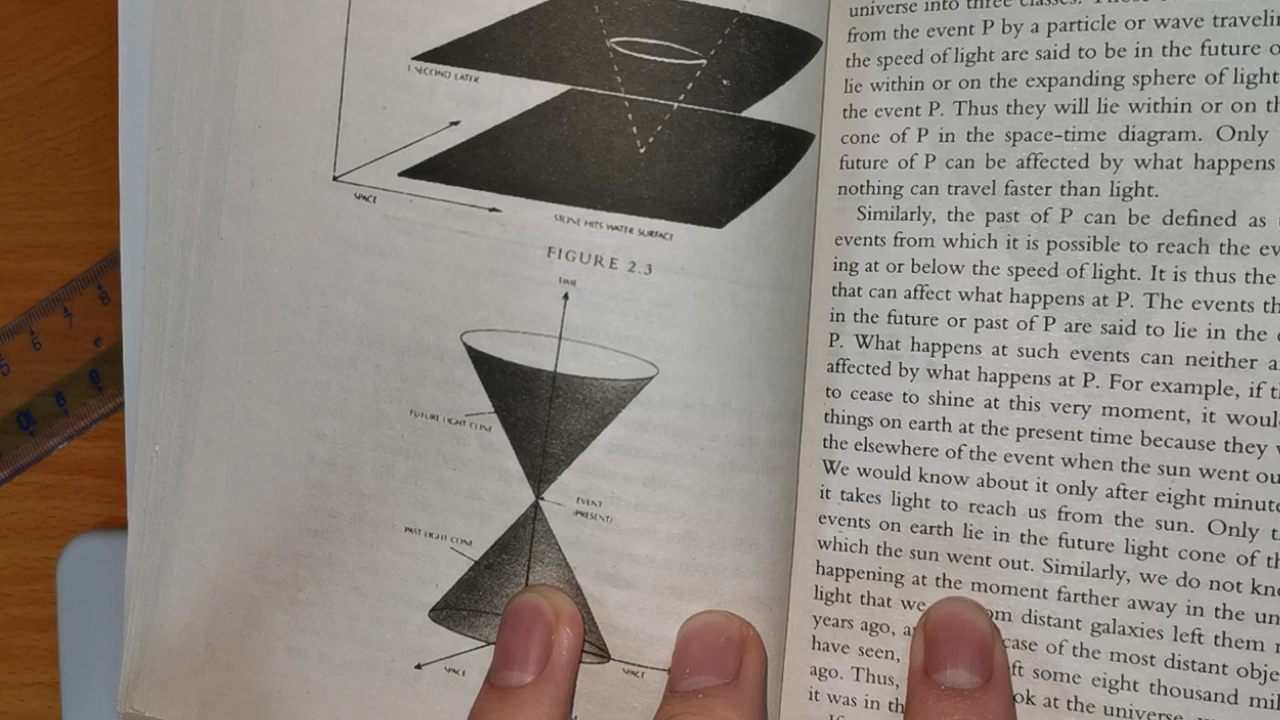 1 SECOND LATER
SPACE
STONE HITS WATER SURFACE
FIGURE 2.3
TIME
FUTURE LIGHT CONE
EVENT
(PRESENT)
PAST LIGHT CONE
SPACE
SPACE
universe into three classes.
from the event P by a particle or wave traveli
the speed of light are said to be in the future o
lie within or on the expanding sphere of light
the event P. Thus they will lie within or on th
cone of P in the space-time diagram. Only
future of P can be affected by what happens
nothing can travel faster than light.
Similarly, the past of P can be defined as
events from which it is possible to reach the ev
ing at or below the speed of light. It is thus the
that can affect what happens at P. The events th
in the future or past of P are said to lie in the
P. What happens at such events can neither a
affected by what happens at P. For example, if t
to cease to shine at this very moment, it woul
things on earth at the present time because they
the elsewhere of the event when the sun went ou
We would know about it only after eight minut
it takes light to reach us from the sun. Only t
events on earth lie in the future light cone of th
which the sun went out. Similarly, we do not kn
happening at the moment farther away in the un
light that we om distant galaxies left them
years ago, a case of the most distant obje
have seen, ft some eight thousand mil
ago. Thus, ok at the universe
it was in th
8
7
6
5
9
8
9
10